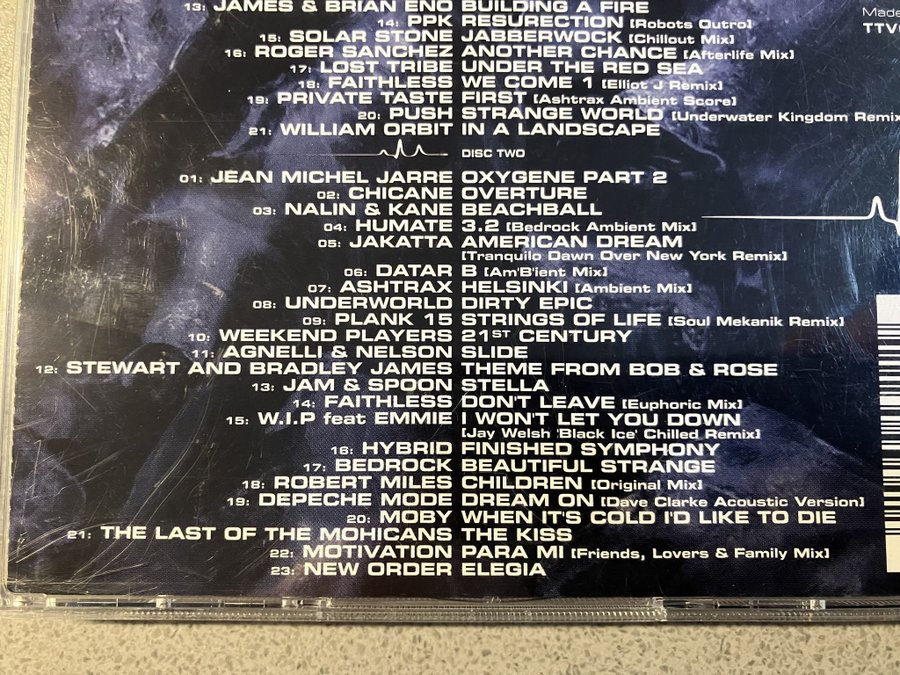 13: JAMES & BRIAN ENO BUILDING A FIRE
Made
14: PPK RESURECTION [Robots Outro]
TTV
15: SOLAR STONE JABBERWOCK [Chillout Mix]
16: ROGER SANCHEZ ANOTHER CHANCE [Afterlife Mix]
17: LOST TRIBE UNDER THE RED SEA
18: FAITHLESS WE COME 1 [Elliot J Remix]
19: PRIVATE TASTE FIRST [Ashtrax Ambient Score]
20: PUSH STRANGE WORLD [Underwater Kingdom Remix
21: WILLIAM ORBIT IN A LANDSCAPE
DISC TWO
01: JEAN MICHEL JARRE OXYGENE PART 2
02: CHICANE OVERTURE
03: NALIN & KANE BEACHBALL
04: HUMATE 3.2 [Bedrock Ambient Mix]
05: JAKATTA AMERICAN DREAM
[Tranquilo Dawn Over New York Remix]
06: DATAR B [Am'B'ient Mix]
07: ASHTRAX HELSINKI [Ambient Mix]
08: UNDERWORLD DIRTY EPIC
09: PLANK 15 STRINGS OF LIFE [Soul Mekanik Remix]
10: WEEKEND PLAYERS 21ST CENTURY
11: AGNELLI & NELSON SLIDE
12: STEWART AND BRADLEY JAMES THEME FROM BOB & ROSE
13: JAM & SPOON STELLA
14: FAITHLESS DON'T LEAVE [Euphoric Mix]
15: W.I.P feat EMMIE I WON'T LET YOU DOWN
[Jay Welsh 'Black Ice' Chilled Remix]
16: HYBRID FINISHED SYMPHONY
17: BEDROCK BEAUTIFUL STRANGE
18: ROBERT MILES CHILDREN [Original Mix]
19: DEPECHE MODE DREAM ON [Dave Clarke Acoustic Version]
20: MOBY WHEN IT'S COLD I'D LIKE TO DIE
21: THE LAST OF THE MOHICANS THE KISS
22: MOTIVATION PARA MI [Friends, Lovers & Family Mix]
23: NEW ORDER ELEGIA